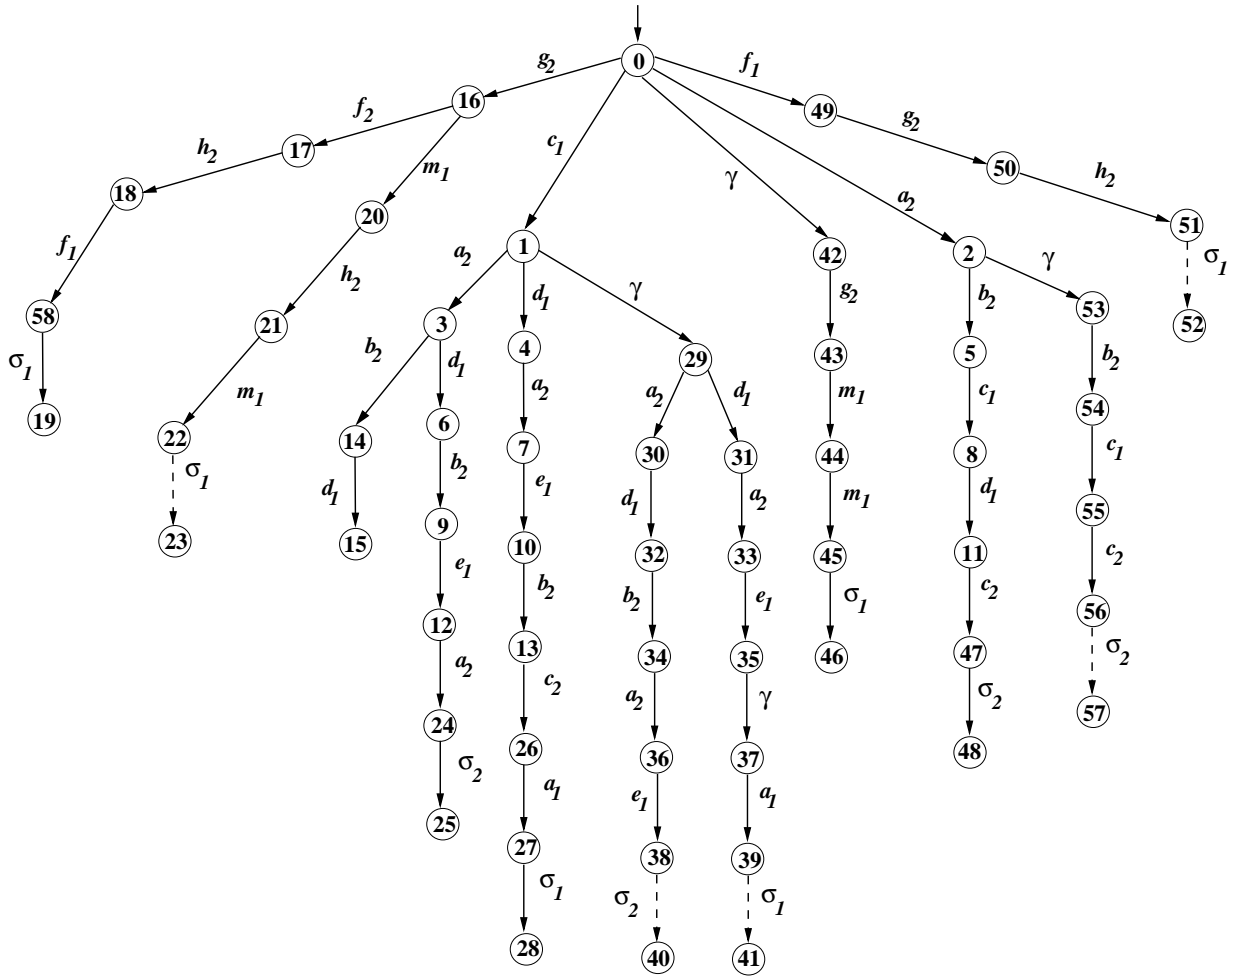 0
g2 f1
16 49
f2 g2
17 c1 50
h2 m1 γ h2
18 20 a2 51
1 42 2
f1 h2 a2 d1 γ g2 b2 γ σ1
58 21 3 4 29 43 5 53 52
σ1 m1 b2 d1 a2 a2 d1 m1 c1 b2
19 22 14 6 7 30 31 44 8 54
σ1 d1 b2 e1 d1 a2 m1 d1 c1
23 15 9 10 32 33 45 11 55
e1 b2 b2 e1 σ1 c2 c2
12 13 34 35 46 47 56
a2 c2 a2 γ σ2 σ2
24 26 36 37 48 57
σ2 a1 e1 a1
25 27 38 39
σ1 σ2 σ1
28 40 41